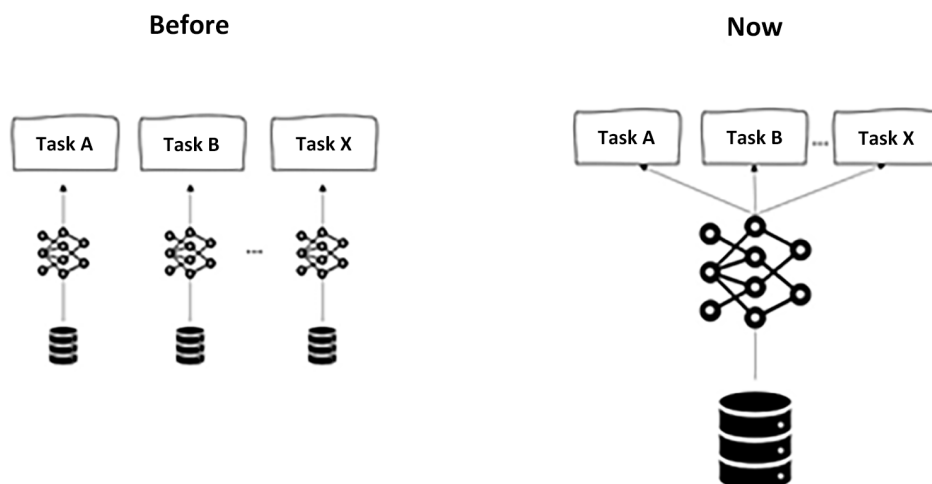 Before
Now
Task A
Task B
Task X
...
Task A
Task B
...
Task X